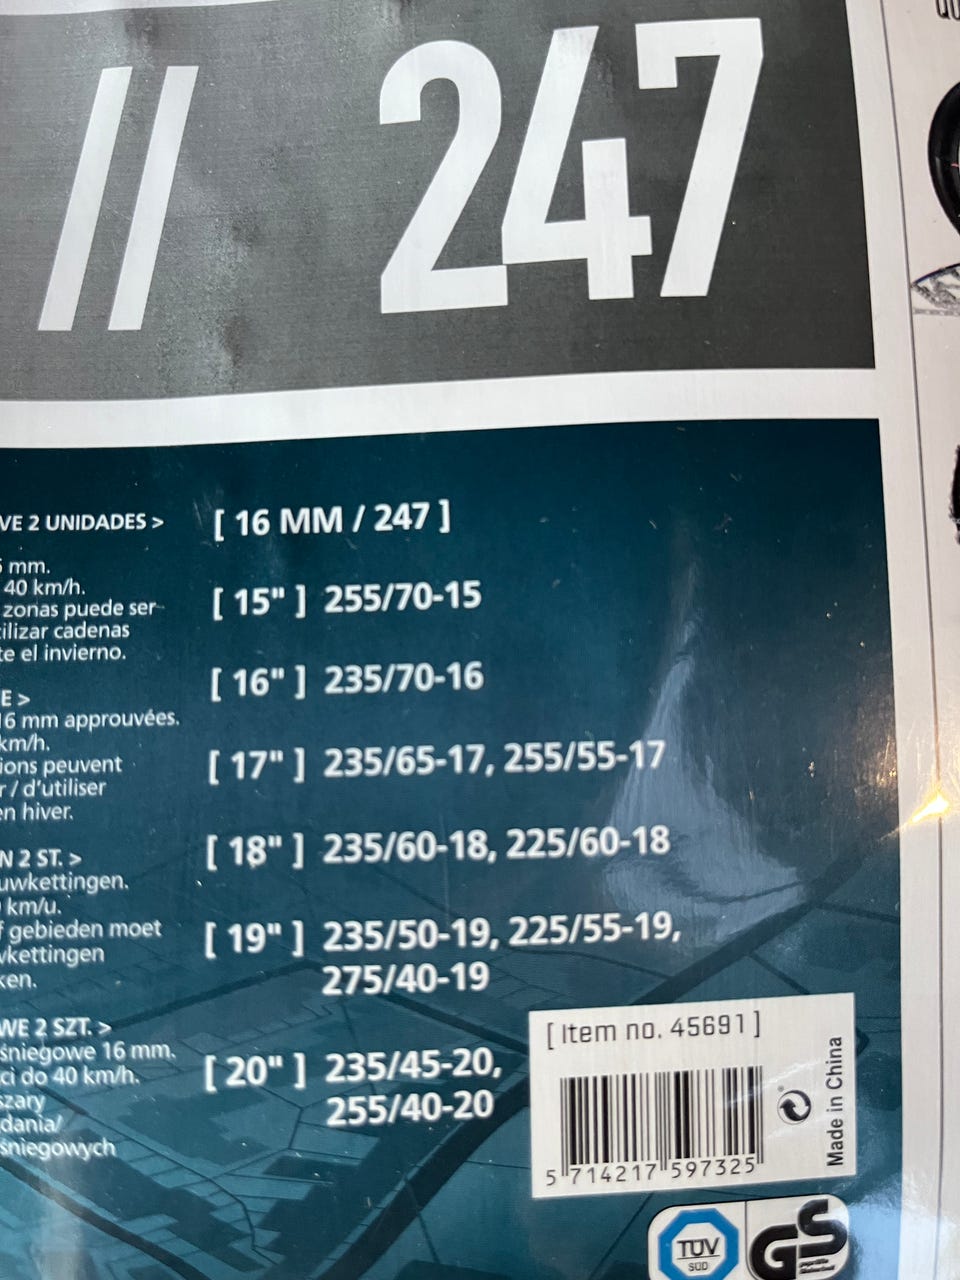 // 247
VE 2 UNIDADES >
mm.
40 km/h.
zonas puede ser
ilizar cadenas
te el invierno.
E >
16 mm approuvées.
km/h.
ions peuvent
r / d'utiliser
en hiver.
N 2 ST. >
uwkettingen.
km/u.
f gebieden moet
vkettingen
ken.
WE 2 SZT. >
śniegowe 16 mm.
ci do 40 km/h.
szary
dania/
śniegowych
[ 16 MM / 247 ]
[ 15" ] 255/70-15
[ 16" ] 235/70-16
[ 17" ] 235/65-17, 255/55-17
[ 18" ] 235/60-18, 225/60-18
[ 19" ] 235/50-19, 225/55-19,
275/40-19
[ 20" ] 235/45-20,
255/40-20
[ Item no. 45691 ]
5 714217 597325
Made in China
TÜV
SÜD
GS